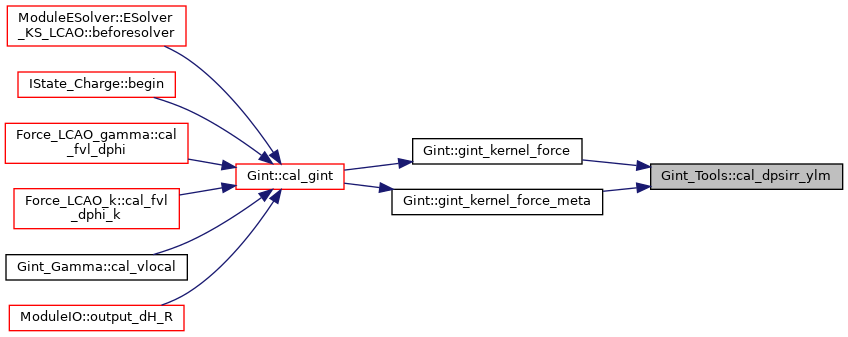 ModuleESolver::ESolver
_KS_LCAO::beforesolver
IState_Charge::begin
Force_LCAO_gamma::cal
_fvl_dphi
Force_LCAO_k::cal_fvl
_dphi_k
Gint_Gamma::cal_vlocal
ModuleIO::output_dH_R
Gint::cal_gint
Gint::gint_kernel_force
Gint::gint_kernel_force_meta
Gint_Tools::cal_dpsirr_ylm